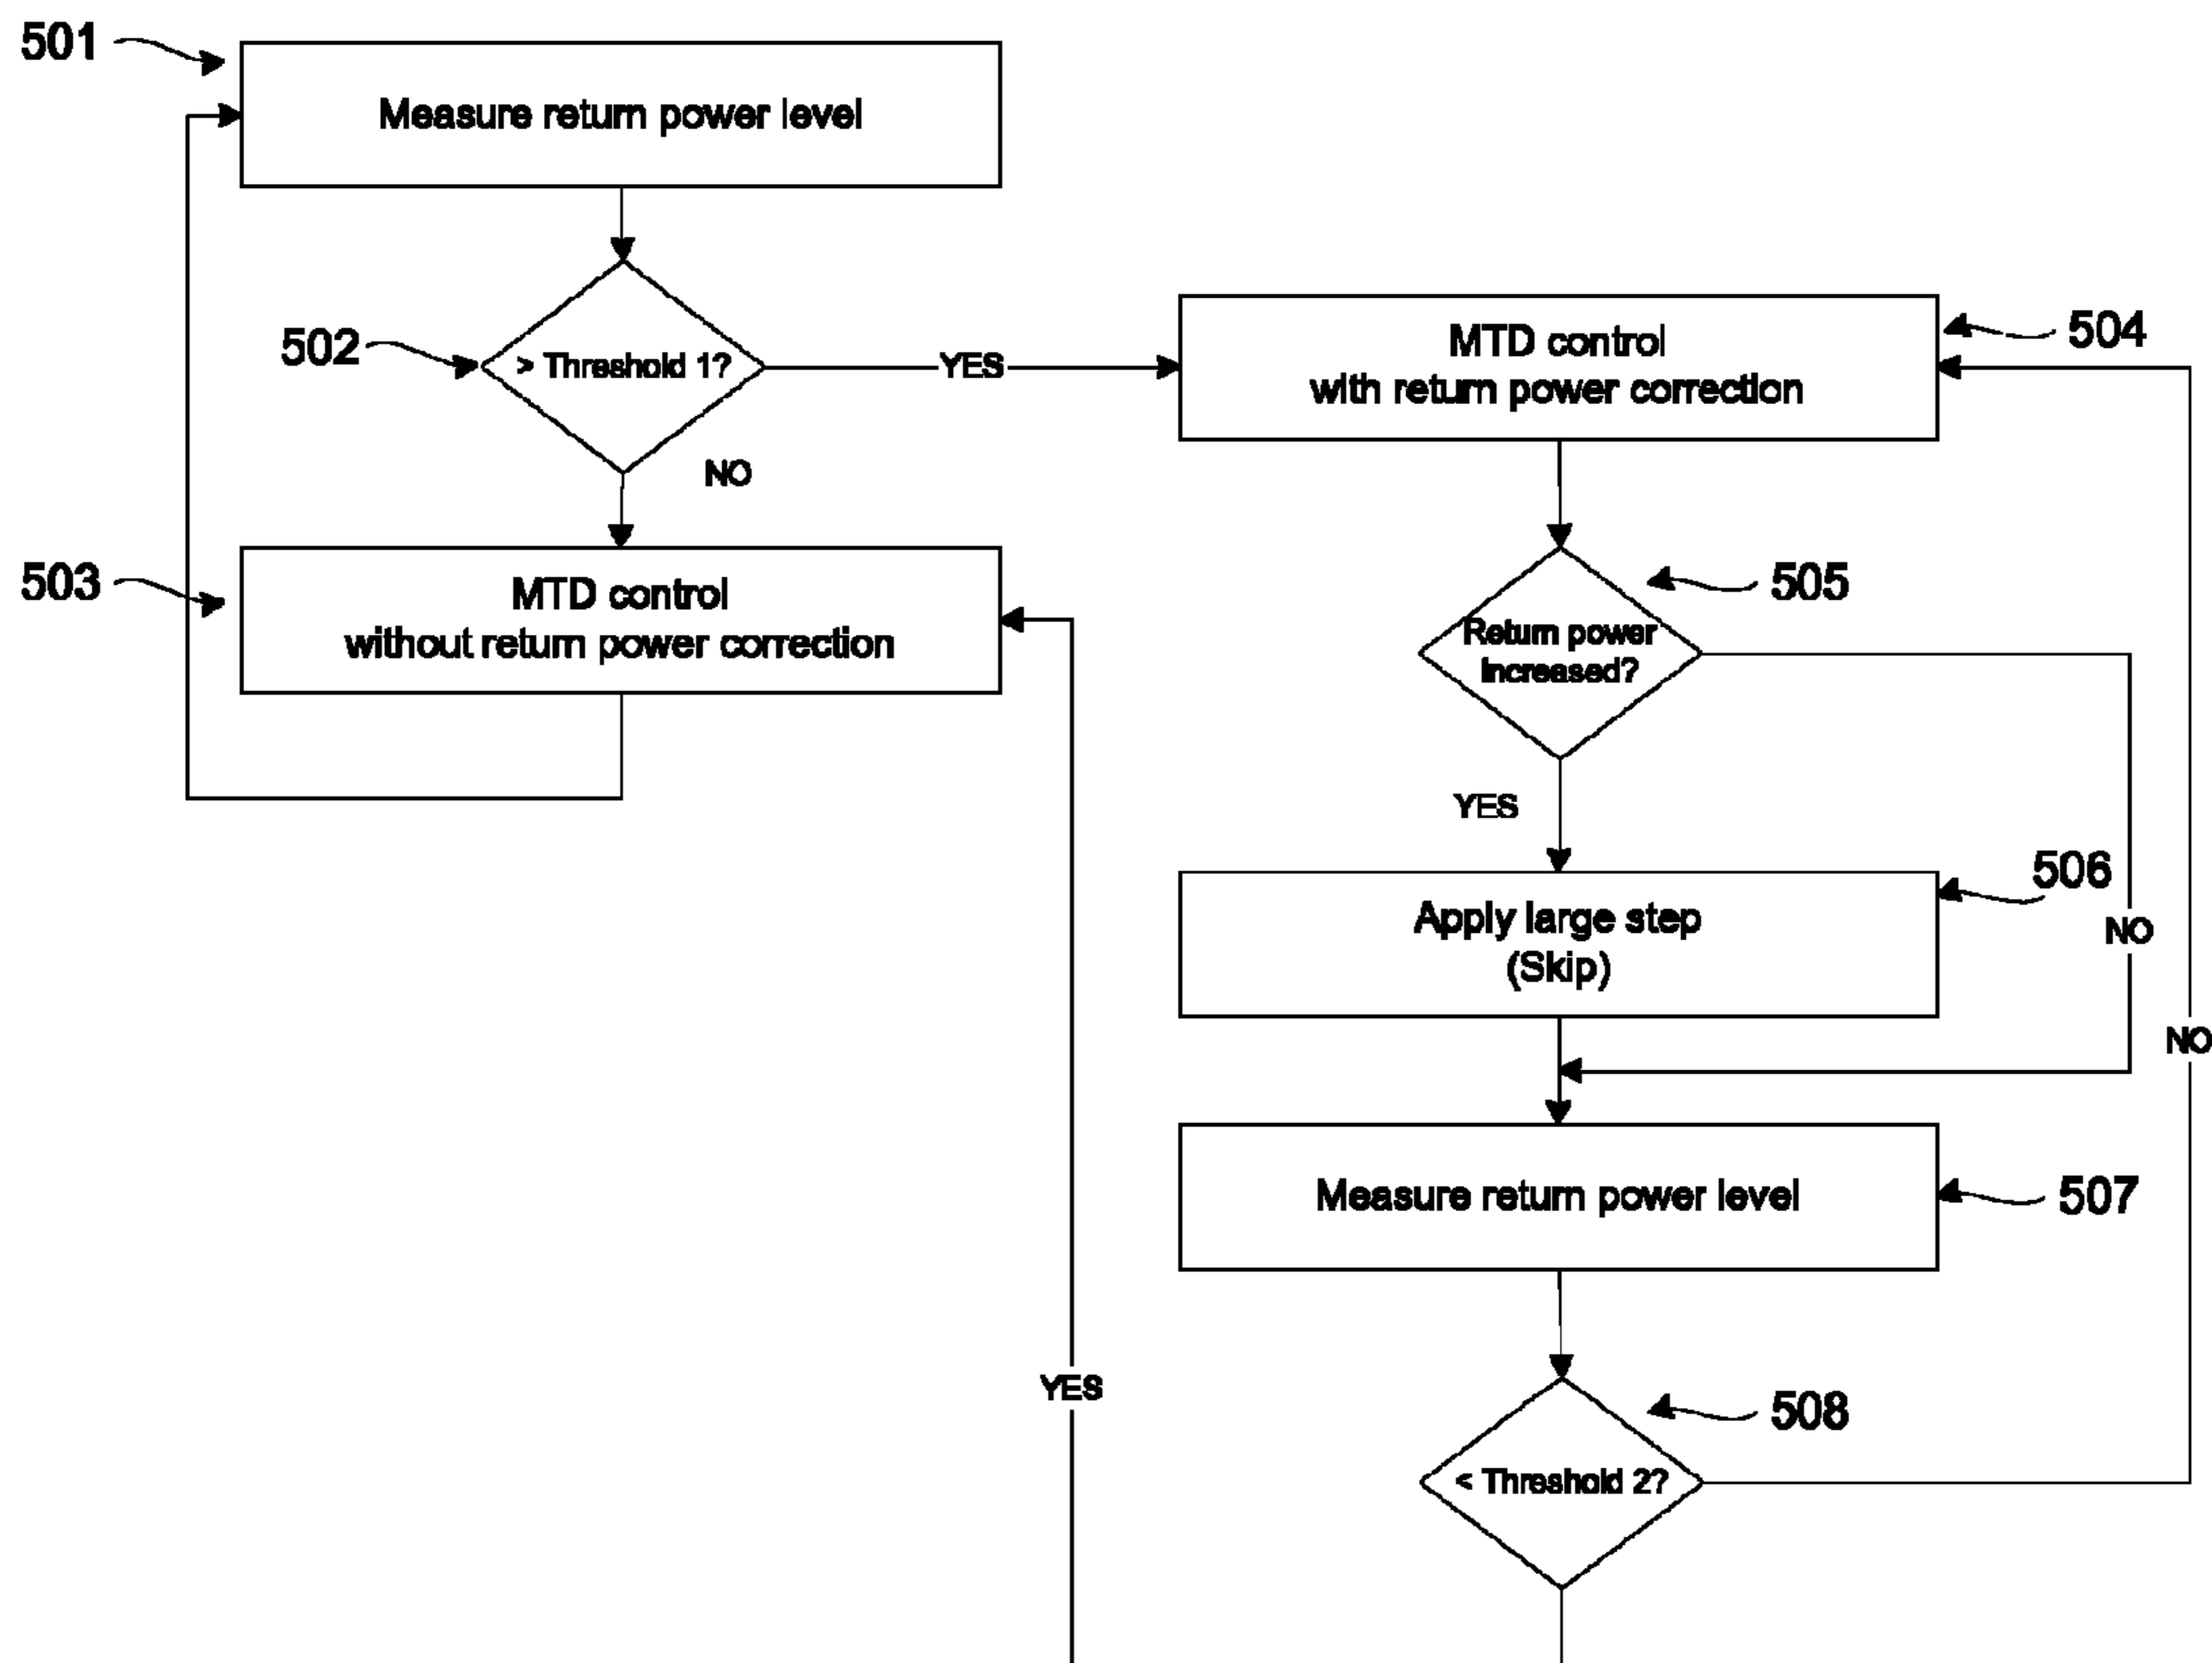 501
Measure return power level
502
> Threshold 1?
YES
NO
503
MTD control
without return power correction
504
MTD control
with return power correction
505
Return power
increased?
YES
NO
506
Apply large step
(Skip)
507
Measure return power level
508
< Threshold 2?
NO
YES